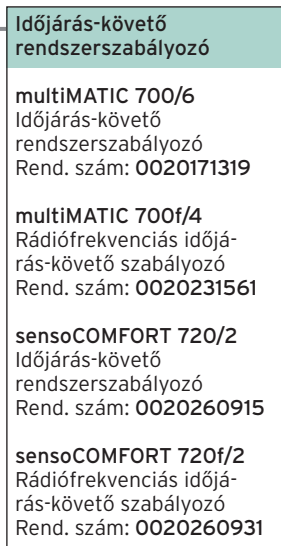 Időjárás-követő
rendszerszabályozó
multiMATIC 700/6
Időjárás-követő
rendszerszabályozó
Rend. szám: 0020171319
multiMATIC 700f/4
Rádiófrekvenciás időjá-
rás-követő szabályozó
Rend. szám: 0020231561
sensoCOMFORT 720/2
Időjárás-követő
rendszerszabályozó
Rend. szám: 0020260915
sensoCOMFORT 720f/2
Rádiófrekvenciás időjá-
rás-követő szabályozó
Rend. szám: 0020260931